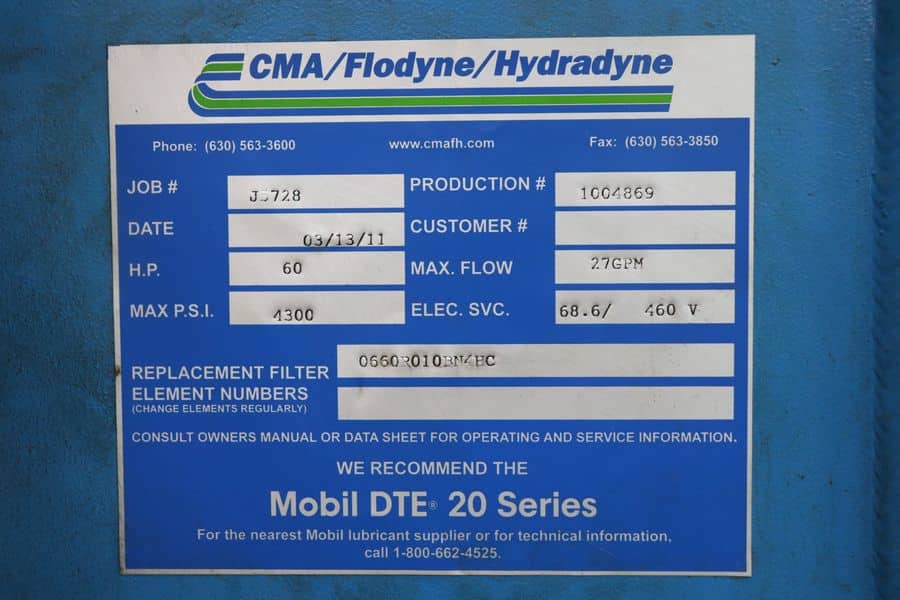 CMA/Flodyne/Hydradyne
Phone: (630) 563-3600 www.cmafh.com Fax: (630) 563-3850
JOB # J5728 PRODUCTION # 1004869
DATE 03/13/11 CUSTOMER #
H.P. 60 MAX. FLOW 27GPM
MAX P.S.I. 4300 ELEC. SVC. 68.6/ 460 V
REPLACEMENT FILTER 0660R010BN4HC
ELEMENT NUMBERS
(CHANGE ELEMENTS REGULARLY)
CONSULT OWNERS MANUAL OR DATA SHEET FOR OPERATING AND SERVICE INFORMATION.
WE RECOMMEND THE
Mobil DTE® 20 Series
For the nearest Mobil lubricant supplier or for technical information,
call 1-800-662-4525.